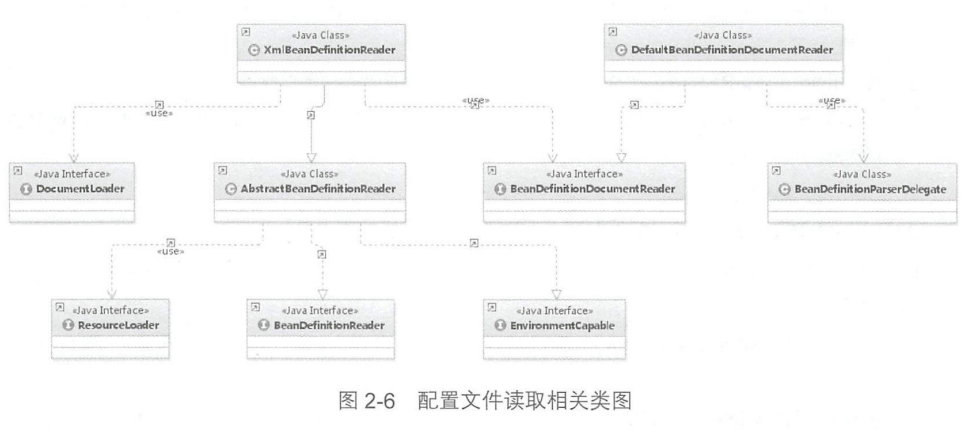 «Java Class»
XmlBeanDefinitionReader
«Java Class»
DefaultBeanDefinitionDocumentReader
«use»
«use»
«use»
«Java Interface»
DocumentLoader
«Java Class»
AbstractBeanDefinitionReader
«Java Interface»
BeanDefinitionDocumentReader
«Java Class»
BeanDefinitionParserDelegate
«use»
«Java Interface»
ResourceLoader
«Java Interface»
BeanDefinitionReader
«Java Interface»
EnvironmentCapable
图 2-6 配置文件读取相关类图